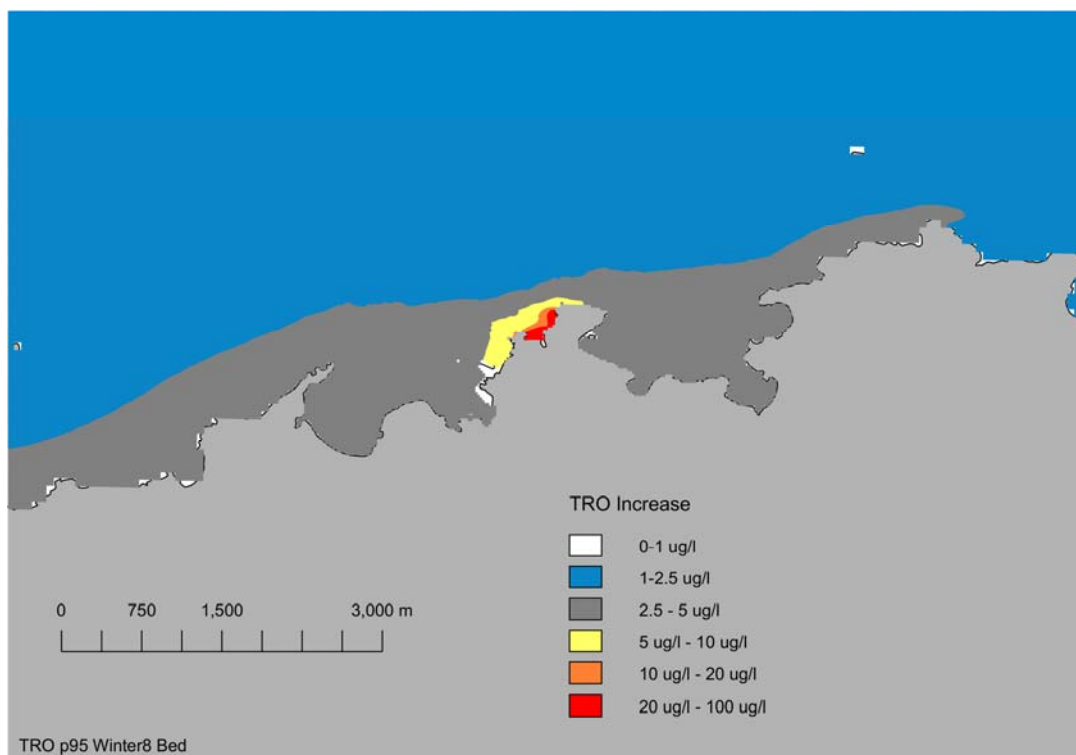 TRO Increase
0-1 ug/l
1-2.5 ug/l
0 750 1,500 3,000 m
2.5 - 5 ug/l
5 ug/l - 10 ug/l
10 ug/l - 20 ug/l
20 ug/l - 100 ug/l
TRO p95 Winter8 Bed